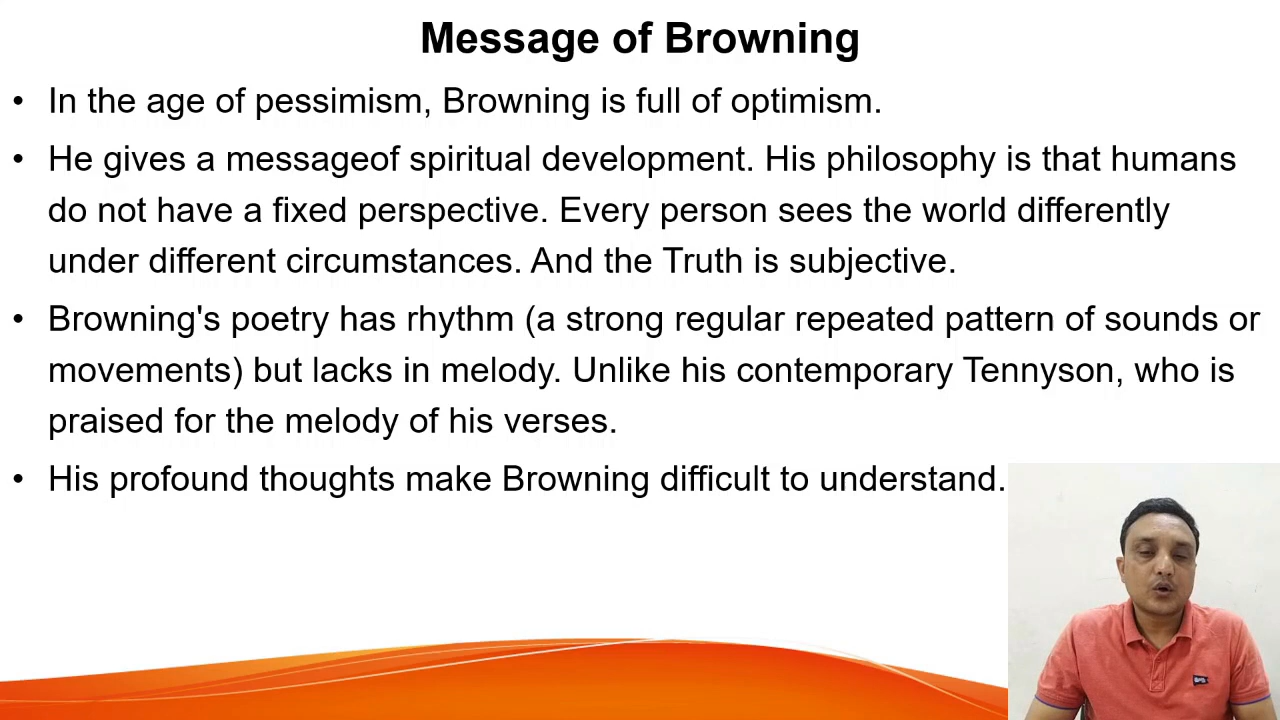 Message of Browning
• In the age of pessimism, Browning is full of optimism.
• He gives a messageof spiritual development. His philosophy is that humans
do not have a fixed perspective. Every person sees the world differently
under different circumstances. And the Truth is subjective.
• Browning's poetry has rhythm (a strong regular repeated pattern of sounds or
movements) but lacks in melody. Unlike his contemporary Tennyson, who is
praised for the melody of his verses.
• His profound thoughts make Browning difficult to understand.